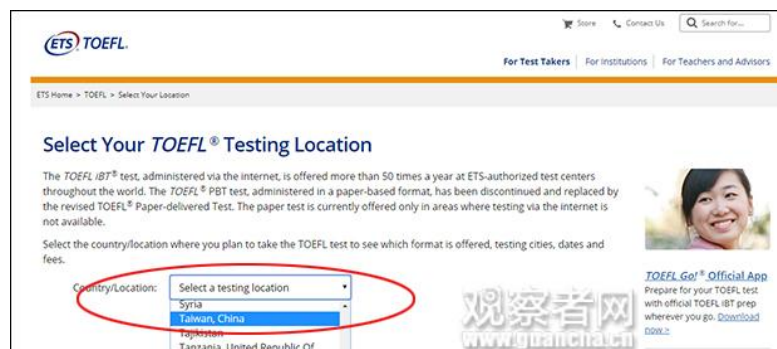 Store Contact Us Search for...
ETS TOEFL.
For Test Takers For Institutions For Teachers and Advisors
ETS Home > TOEFL > Select Your Location
Select Your TOEFL® Testing Location
The TOEFL iBT® test, administered via the internet, is offered more than 50 times a year at ETS-authorized test centers
throughout the world. The TOEFL® PBT test, administered in a paper-based format, has been discontinued and replaced by
the revised TOEFL® Paper-delivered Test. The paper test is currently offered only in areas where testing via the internet is
not available.
Select the country/location where you plan to take the TOEFL test to see which format is offered, testing cities, dates and
fees.
Country/Location: Select a testing location
Syria
Taiwan, China
Tajikistan
Tanzania, United Republic Of
TOEFL Go!® Official App
Prepare for your TOEFL test
with official TOEFL iBT prep
wherever you go. Download
now >
观察者网
www.guancha.cn